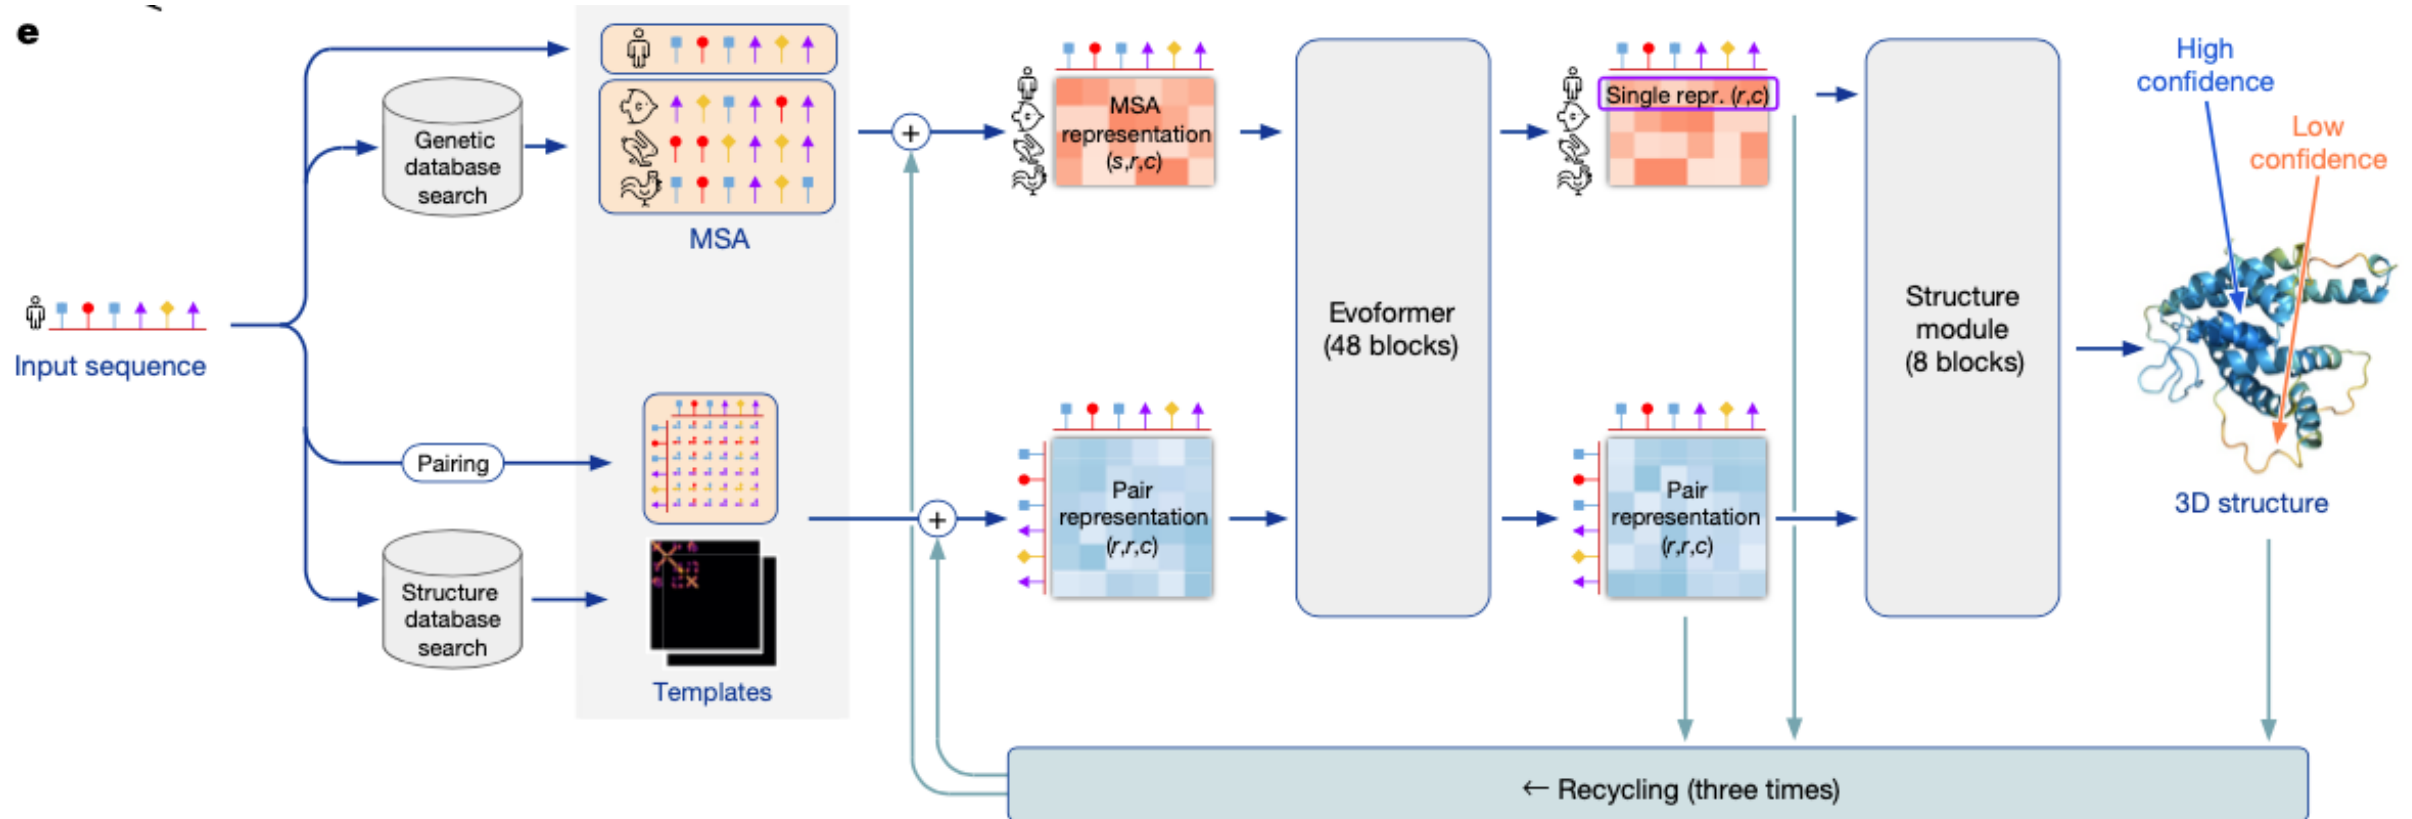 e
Input sequence
Genetic
database
search
Pairing
Structure
database
search
MSA
Templates
MSA
representation
(s,r,c)
Pair
representation
(r,r,c)
Evoformer
(48 blocks)
Single repr. (r,c)
Pair
representation
(r,r,c)
Structure
module
(8 blocks)
High
confidence
Low
confidence
3D structure
← Recycling (three times)